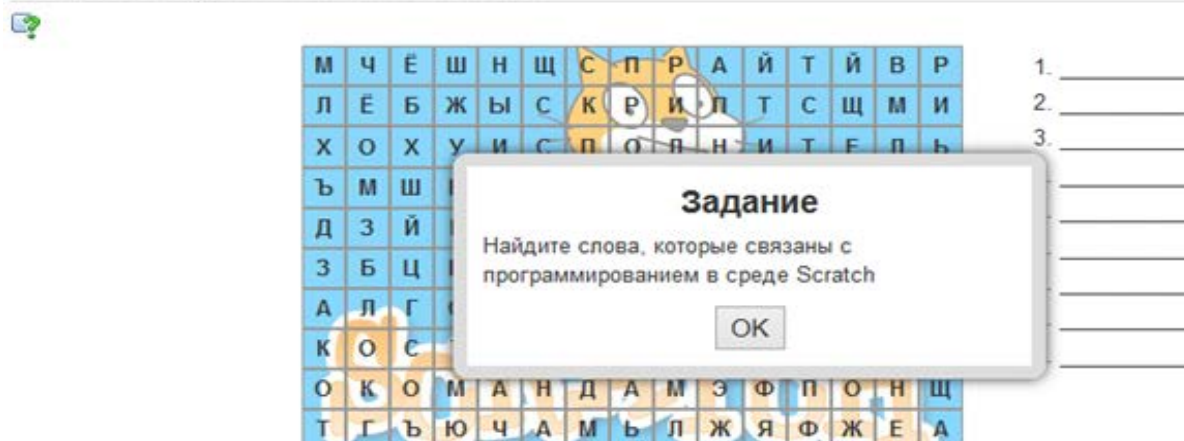 М Ч Ё Ш Н Щ С П Р А Й Т Й В Р
1.
Л Ё Б Ж Ы С К Р И П Т С Щ М И
2.
Х О Х У И С П О Л Н И Т Е Л Ь
3.
Ъ М Ш
Д З Й
З Б Ц
А Л Г
К О С
Задание
Найдите слова, которые связаны с
программированием в среде Scratch
OK
О К О М А Н Д А М Э Ф П О Н Щ
Т Г Ъ Ю Ч А М Ь Л Ж Я Ф Ж Е А